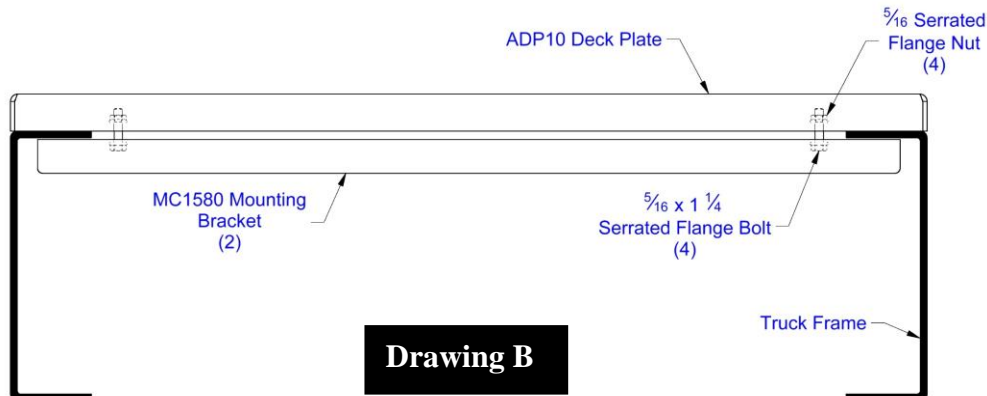 ADP10 Deck Plate
⁵⁄₁₆ Serrated
Flange Nut
(4)
MC1580 Mounting
Bracket
(2)
⁵⁄₁₆ x 1 ¼
Serrated Flange Bolt
(4)
Truck Frame
Drawing B